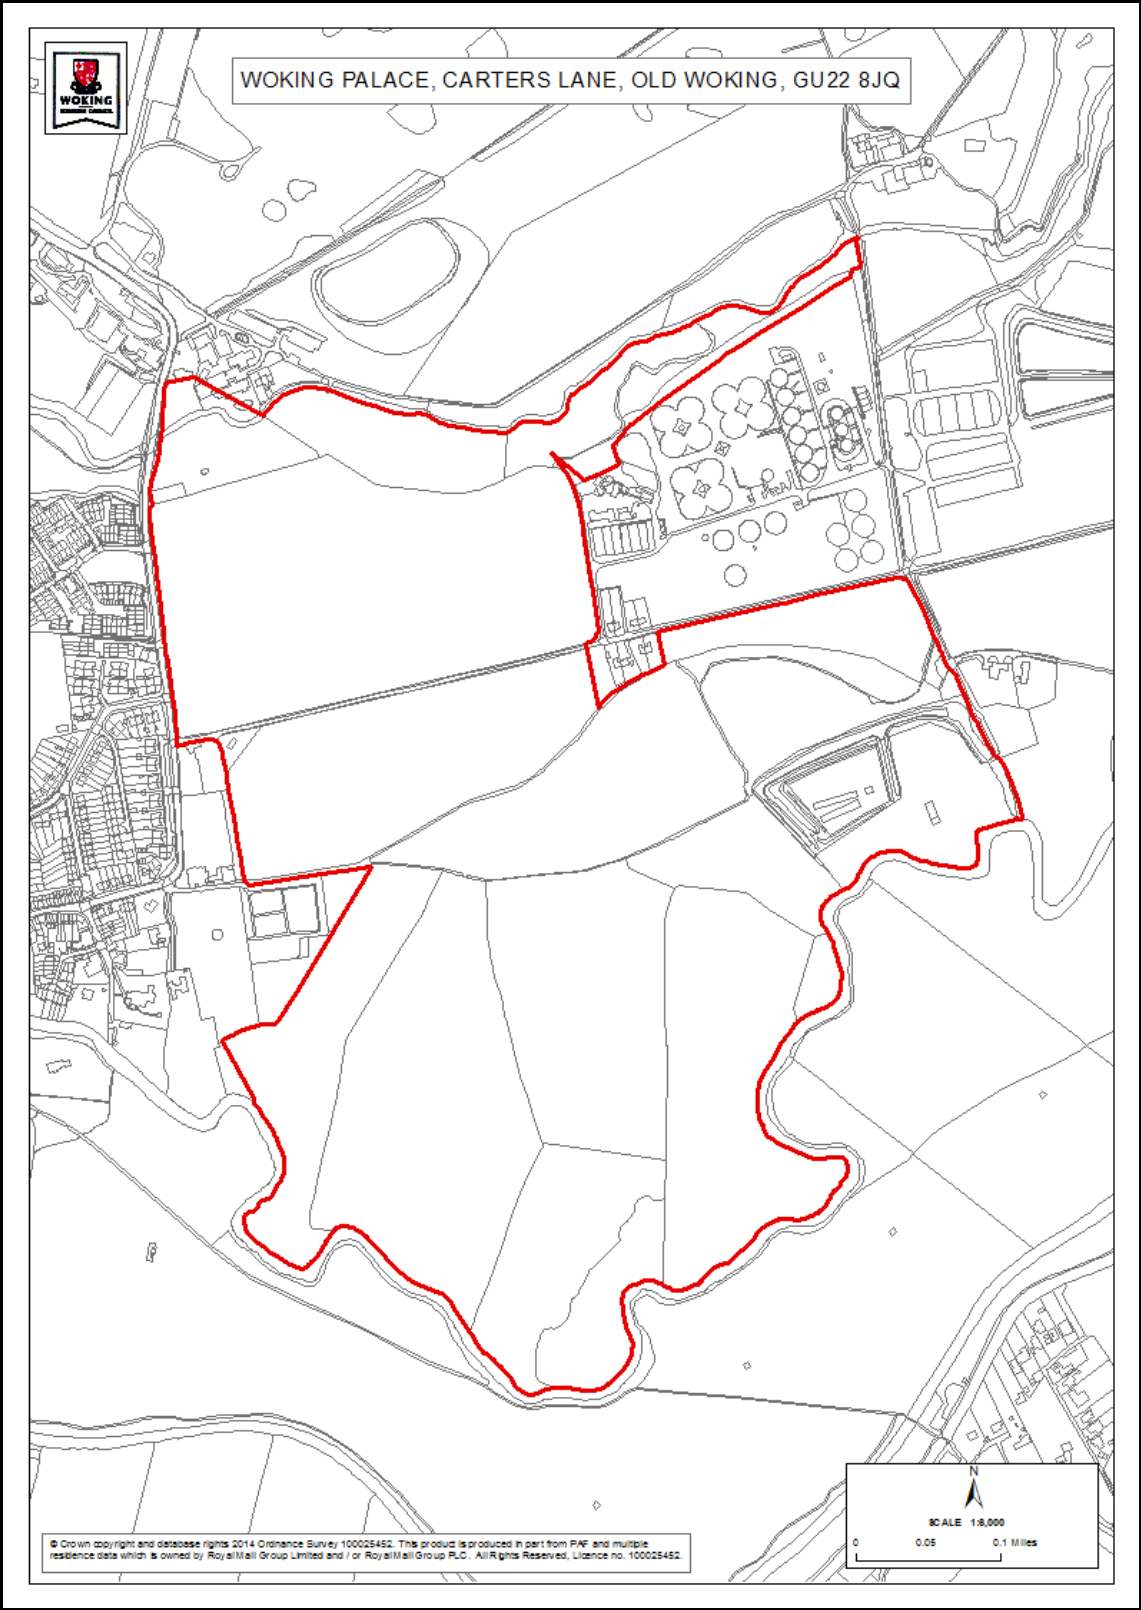 WOKING PALACE, CARTERS LANE, OLD WOKING, GU22 8JQ
WOKING
BOROUGH COUNCIL
N
SCALE 1:6,000
0 0.05 0.1 Miles
© Crown copyright and database rights 2014 Ordnance Survey 100025452. This product is produced in part from PAF and multiple
residence data which is owned by Royal Mail Group Limited and / or Royal Mail Group PLC. All Rights Reserved, Licence no. 100025452.